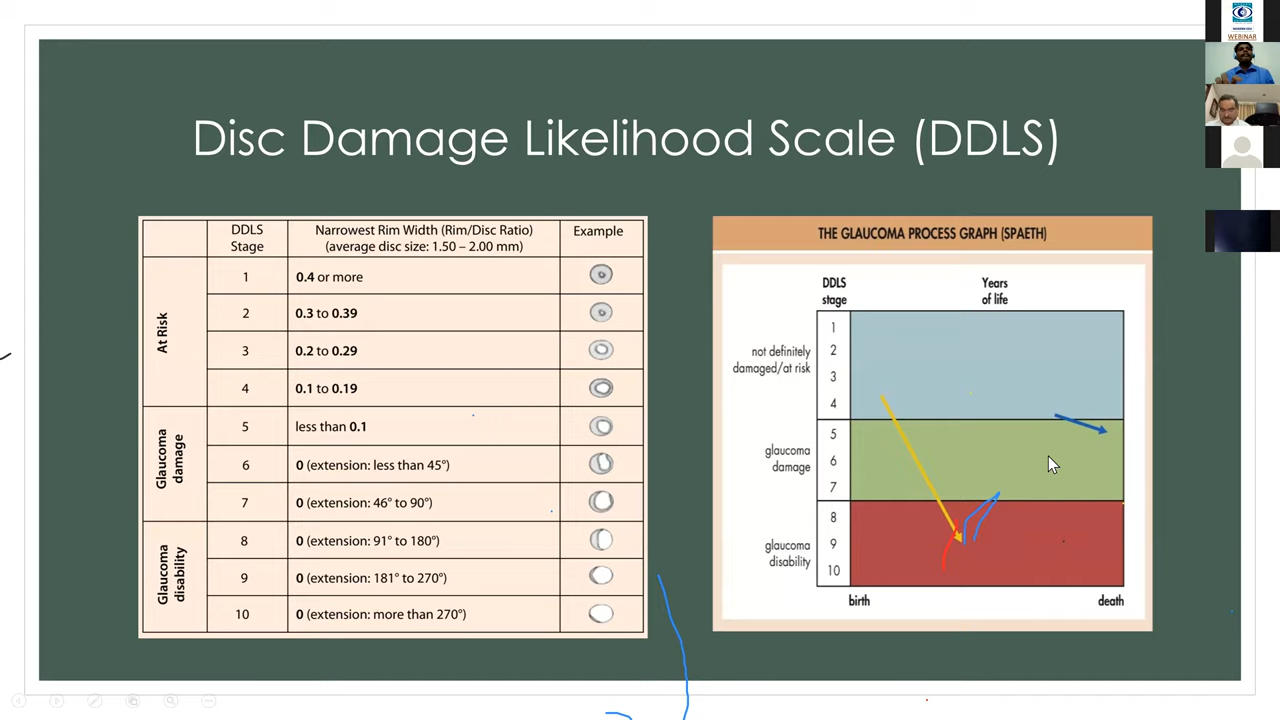 WEBINAR
Disc Damage Likelihood Scale (DDLS)
DDLS Stage
Narrowest Rim Width (Rim/Disc Ratio)
(average disc size: 1.50 – 2.00 mm)
Example
At Risk
1 0.4 or more
2 0.3 to 0.39
3 0.2 to 0.29
4 0.1 to 0.19
Glaucoma damage
5 less than 0.1
6 0 (extension: less than 45°)
7 0 (extension: 46° to 90°)
Glaucoma disability
8 0 (extension: 91° to 180°)
9 0 (extension: 181° to 270°)
10 0 (extension: more than 270°)
THE GLAUCOMA PROCESS GRAPH (SPAETH)
DDLS
stage
Years
of life
not definitely
damaged/at risk
1
2
3
4
glaucoma
damage
5
6
7
glaucoma
disability
8
9
10
birth
death